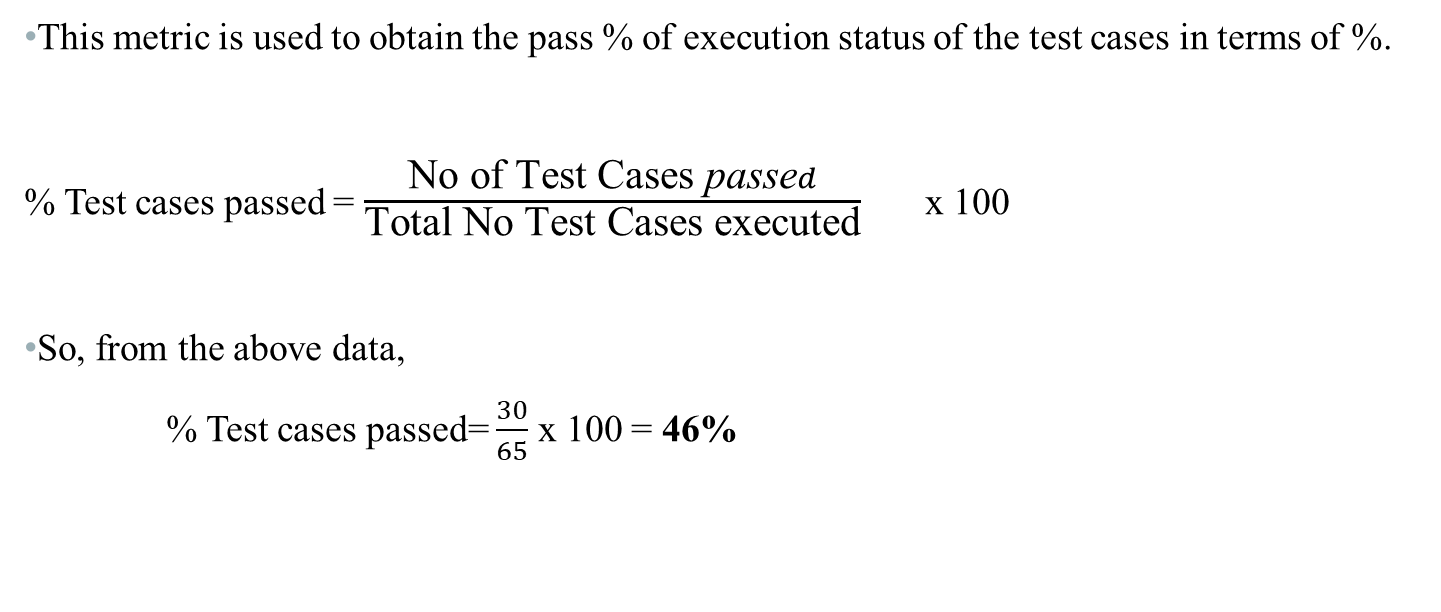 •This metric is used to obtain the pass % of execution status of the test cases in terms of %.
No of Test Cases passed
% Test cases passed = x 100
Total No Test Cases executed
•So, from the above data,
30
% Test cases passed= x 100 = 46%
65